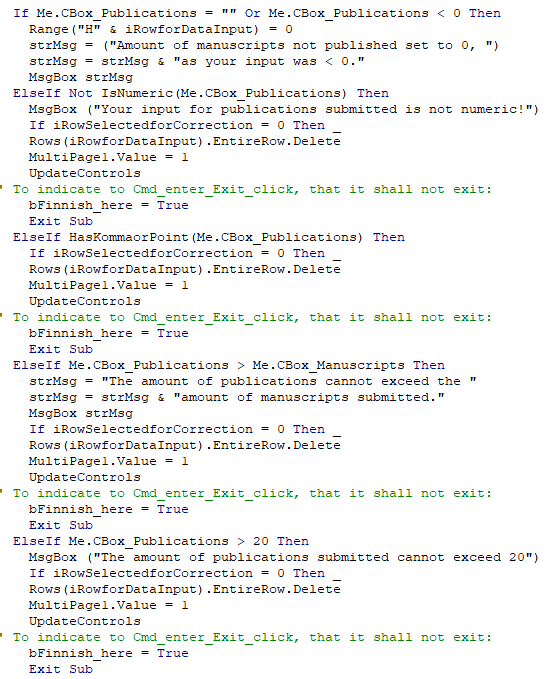 If Me.CBox_Publications = "" Or Me.CBox_Publications < 0 Then
Range("H" & iRowforDataInput) = 0
strMsg = ("Amount of manuscripts not published set to 0, ")
strMsg = strMsg & "as your input was < 0."
MsgBox strMsg
ElseIf Not IsNumeric(Me.CBox_Publications) Then
MsgBox ("Your input for publications submitted is not numeric!")
If iRowSelectedforCorrection = 0 Then _
Rows(iRowforDataInput).EntireRow.Delete
MultiPage1.Value = 1
UpdateControls
' To indicate to Cmd_enter_Exit_click, that it shall not exit:
bFinnish_here = True
Exit Sub
ElseIf HasKommaorPoint(Me.CBox_Publications) Then
If iRowSelectedforCorrection = 0 Then _
Rows(iRowforDataInput).EntireRow.Delete
MultiPage1.Value = 1
UpdateControls
' To indicate to Cmd_enter_Exit_click, that it shall not exit:
bFinnish_here = True
Exit Sub
ElseIf Me.CBox_Publications > Me.CBox_Manuscripts Then
strMsg = "The amount of publications cannot exceed the "
strMsg = strMsg & "amount of manuscripts submitted."
MsgBox strMsg
If iRowSelectedforCorrection = 0 Then _
Rows(iRowforDataInput).EntireRow.Delete
MultiPage1.Value = 1
UpdateControls
' To indicate to Cmd_enter_Exit_click, that it shall not exit:
bFinnish_here = True
Exit Sub
ElseIf Me.CBox_Publications > 20 Then
MsgBox ("The amount of publications submitted cannot exceed 20")
If iRowSelectedforCorrection = 0 Then _
Rows(iRowforDataInput).EntireRow.Delete
MultiPage1.Value = 1
UpdateControls
' To indicate to Cmd_enter_Exit_click, that it shall not exit:
bFinnish_here = True
Exit Sub